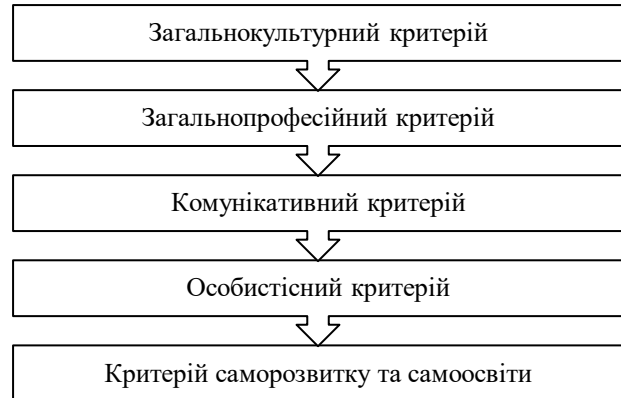 Загальнокультурний критерій
Загальнопрофесійний критерій
Комунікативний критерій
Особистісний критерій
Критерій саморозвитку та самоосвіти